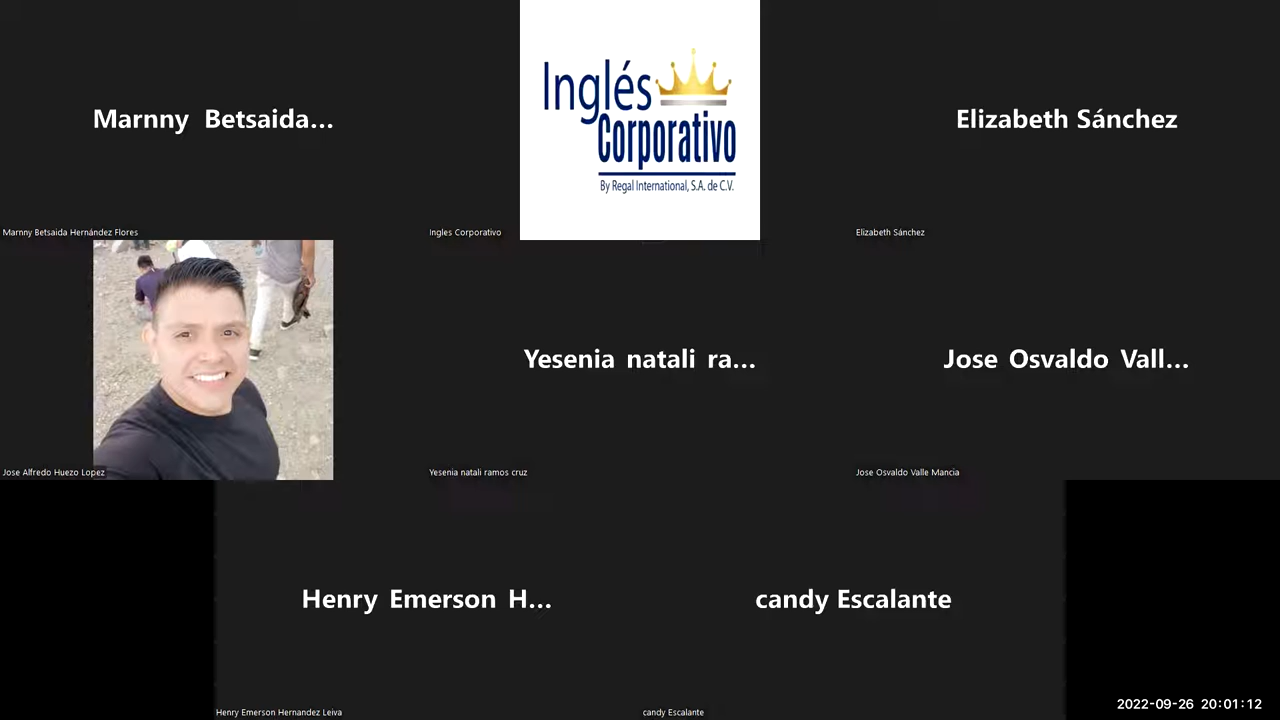 Marnny Betsaida...
Inglés
Corporativo
By Regal International, S.A. de C.V.
Elizabeth Sánchez
Marnny Betsaida Hernández Flores
Ingles Corporativo
Elizabeth Sánchez
Yesenia natali ra...
Jose Osvaldo Vall...
Jose Alfredo Huezo Lopez
Yesenia natali ramos cruz
Jose Osvaldo Valle Mancia
Henry Emerson H...
candy Escalante
Henry Emerson Hernandez Leiva
candy Escalante
2022-09-26 20:01:12